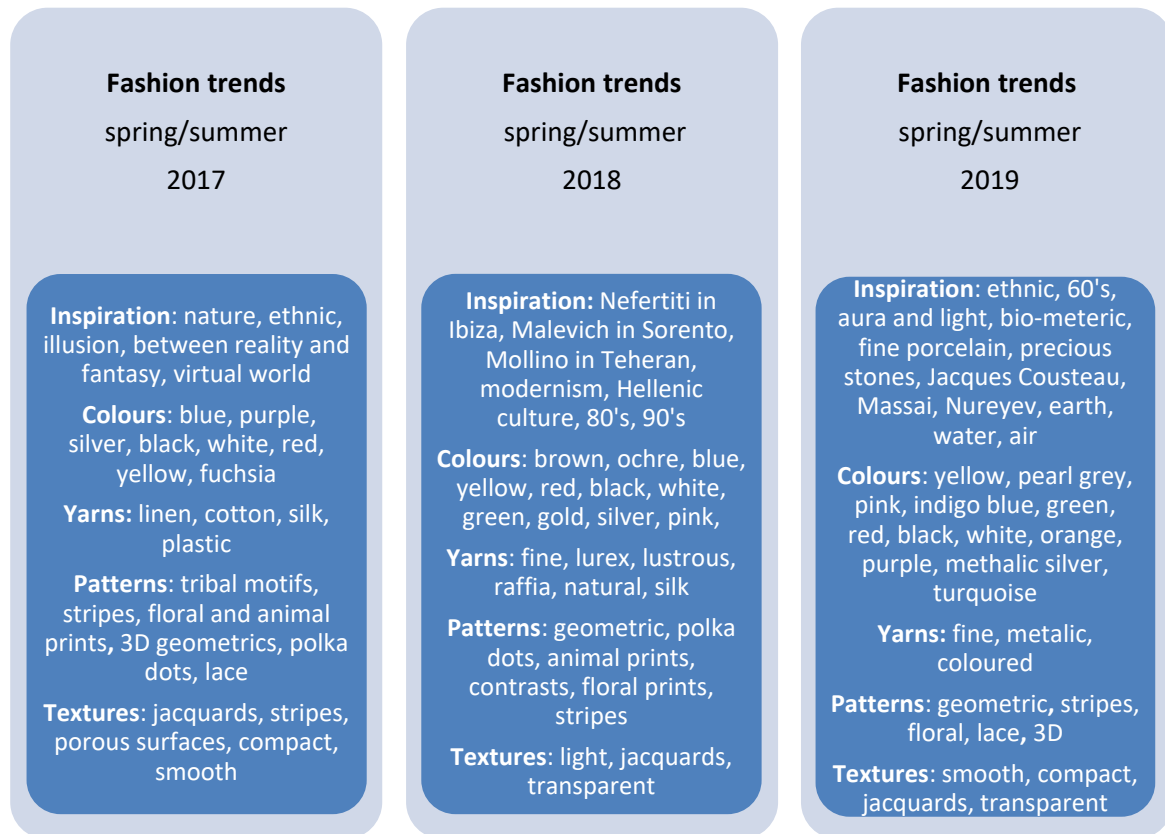 Fashion trends
spring/summer
2017
Inspiration: nature, ethnic,
illusion, between reality and
fantasy, virtual world
Colours: blue, purple,
silver, black, white, red,
yellow, fuchsia
Yarns: linen, cotton, silk,
plastic
Patterns: tribal motifs,
stripes, floral and animal
prints, 3D geometrics, polka
dots, lace
Textures: jacquards, stripes,
porous surfaces, compact,
smooth
Fashion trends
spring/summer
2018
Inspiration: Nefertiti in
Ibiza, Malevich in Sorento,
Mollino in Teheran,
modernism, Hellenic
culture, 80's, 90's
Colours: brown, ochre, blue,
yellow, red, black, white,
green, gold, silver, pink,
Yarns: fine, lurex, lustrous,
raffia, natural, silk
Patterns: geometric, polka
dots, animal prints,
contrasts, floral prints,
stripes
Textures: light, jacquards,
transparent
Fashion trends
spring/summer
2019
Inspiration: ethnic, 60's,
aura and light, bio-meteric,
fine porcelain, precious
stones, Jacques Cousteau,
Massai, Nureyev, earth,
water, air
Colours: yellow, pearl grey,
pink, indigo blue, green,
red, black, white, orange,
purple, methalic silver,
turquoise
Yarns: fine, metalic,
coloured
Patterns: geometric, stripes,
floral, lace, 3D
Textures: smooth, compact,
jacquards, transparent